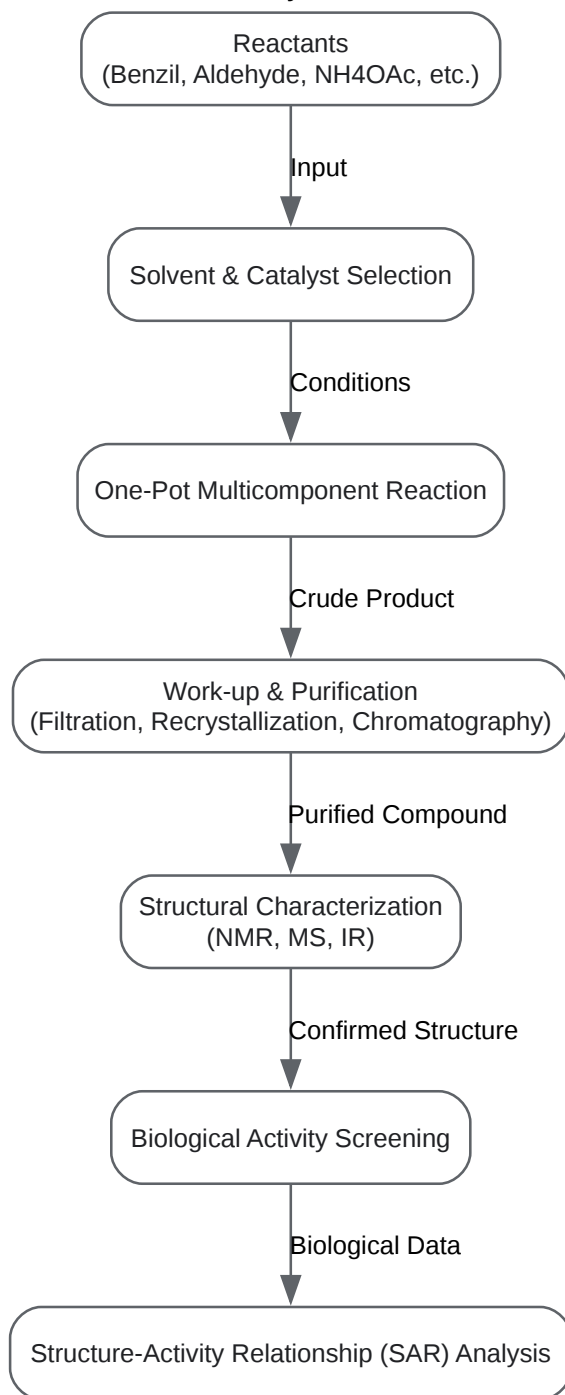 Reactants
(Benzil, Aldehyde, NH4OAc, etc.)
Input
Solvent & Catalyst Selection
Conditions
One-Pot Multicomponent Reaction
Crude Product
Work-up & Purification
(Filtration, Recrystallization, Chromatography)
Purified Compound
Structural Characterization
(NMR, MS, IR)
Confirmed Structure
Biological Activity Screening
Biological Data
Structure-Activity Relationship (SAR) Analysis